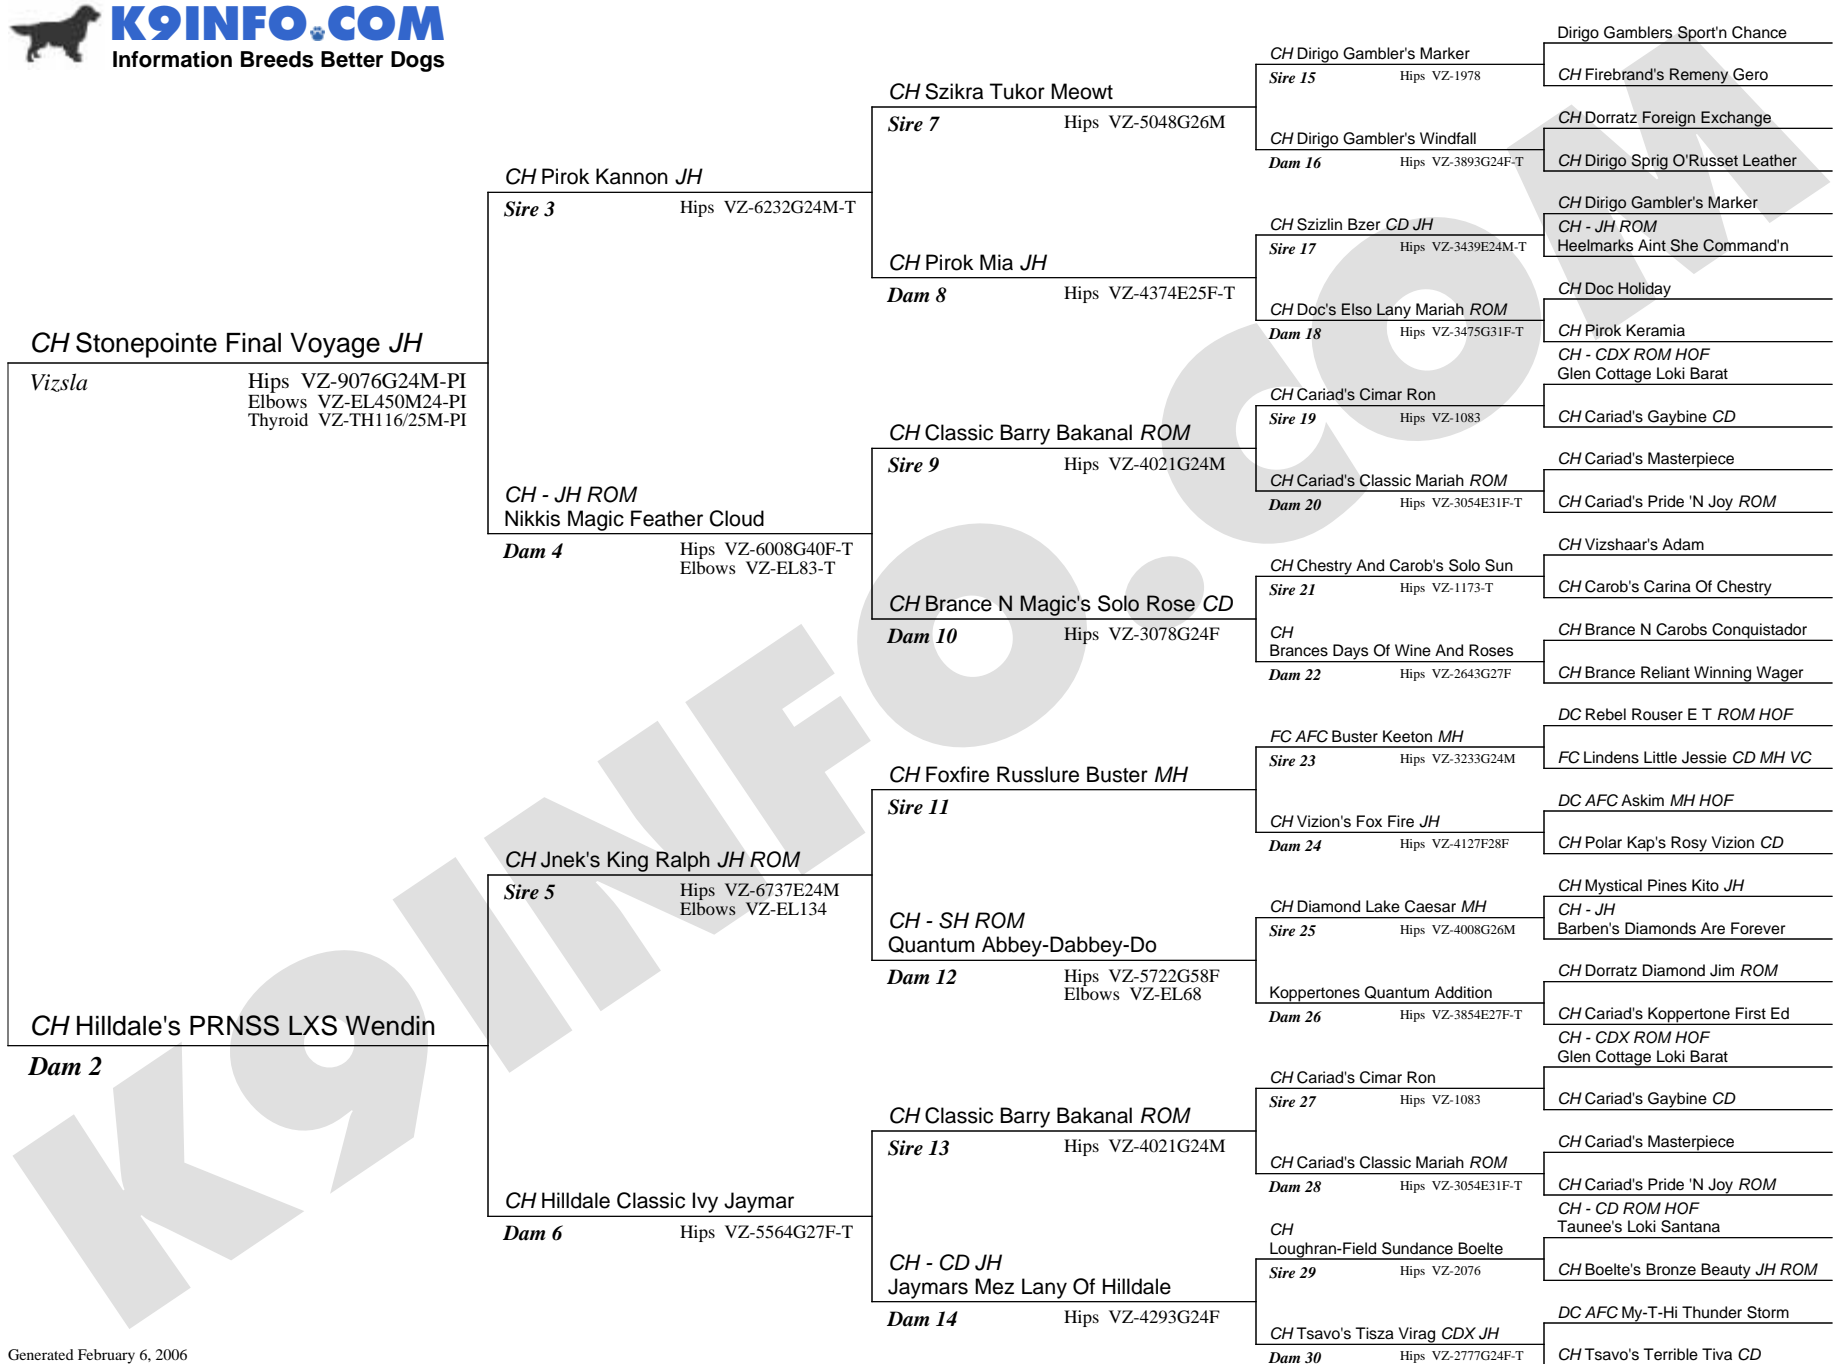 K9INFO.COM
Information Breeds Better Dogs
CH Stonepointe Final Voyage JH
Vizsla
Hips VZ-9076G24M-PI
Elbows VZ-EL450M24-PI
Thyroid VZ-TH116/25M-PI
CH Hilldale's PRNSS LXS Wendin
Dam 2
CH Pirok Kannon JH
Sire 3 Hips VZ-6232G24M-T
CH - JH ROM
Nikkis Magic Feather Cloud
Dam 4 Hips VZ-6008G40F-T
Elbows VZ-EL83-T
CH Jnek's King Ralph JH ROM
Sire 5 Hips VZ-6737E24M
Elbows VZ-EL134
CH Hilldale Classic Ivy Jaymar
Dam 6 Hips VZ-5564G27F-T
CH Szikra Tukor Meowt
Sire 7 Hips VZ-5048G26M
CH Pirok Mia JH
Dam 8 Hips VZ-4374E25F-T
CH Classic Barry Bakanal ROM
Sire 9 Hips VZ-4021G24M
CH Brance N Magic's Solo Rose CD
Dam 10 Hips VZ-3078G24F
CH Foxfire Russlure Buster MH
Sire 11
CH - SH ROM
Quantum Abbey-Dabbey-Do
Dam 12 Hips VZ-5722G58F
Elbows VZ-EL68
CH Classic Barry Bakanal ROM
Sire 13 Hips VZ-4021G24M
CH - CD JH
Jaymars Mez Lany Of Hilldale
Dam 14 Hips VZ-4293G24F
CH Dirigo Gambler's Marker
Sire 15 Hips VZ-1978
CH Dirigo Gambler's Windfall
Dam 16 Hips VZ-3893G24F-T
CH Szizlin Bzer CD JH
Sire 17 Hips VZ-3439E24M-T
CH Doc's Elso Lany Mariah ROM
Dam 18 Hips VZ-3475G31F-T
CH Cariad's Cimar Ron
Sire 19 Hips VZ-1083
CH Cariad's Classic Mariah ROM
Dam 20 Hips VZ-3054E31F-T
CH Chestry And Carob's Solo Sun
Sire 21 Hips VZ-1173-T
CH
Brances Days Of Wine And Roses
Dam 22 Hips VZ-2643G27F
FC AFC Buster Keeton MH
Sire 23 Hips VZ-3233G24M
CH Vizion's Fox Fire JH
Dam 24 Hips VZ-4127F28F
CH Diamond Lake Caesar MH
Sire 25 Hips VZ-4008G26M
Koppertones Quantum Addition
Dam 26 Hips VZ-3854E27F-T
CH Cariad's Cimar Ron
Sire 27 Hips VZ-1083
CH Cariad's Classic Mariah ROM
Dam 28 Hips VZ-3054E31F-T
CH
Loughran-Field Sundance Boelte
Sire 29 Hips VZ-2076
CH Tsavo's Tisza Virag CDX JH
Dam 30 Hips VZ-2777G24F-T
Dirigo Gamblers Sport'n Chance
CH Firebrand's Remeny Gero
CH Dorratz Foreign Exchange
CH Dirigo Sprig O'Russet Leather
CH Dirigo Gambler's Marker
CH - JH ROM
Heelmarks Aint She Command'n
CH Doc Holiday
CH Pirok Keramia
CH - CDX ROM HOF
Glen Cottage Loki Barat
CH Cariad's Gaybine CD
CH Cariad's Masterpiece
CH Cariad's Pride 'N Joy ROM
CH Vizshaar's Adam
CH Carob's Carina Of Chestry
CH Brance N Carobs Conquistador
CH Brance Reliant Winning Wager
DC Rebel Rouser E T ROM HOF
FC Lindens Little Jessie CD MH VC
DC AFC Askim MH HOF
CH Polar Kap's Rosy Vizion CD
CH Mystical Pines Kito JH
CH - JH
Barben's Diamonds Are Forever
CH Dorratz Diamond Jim ROM
CH Cariad's Koppertone First Ed
CH - CDX ROM HOF
Glen Cottage Loki Barat
CH Cariad's Gaybine CD
CH Cariad's Masterpiece
CH Cariad's Pride 'N Joy ROM
CH - CD ROM HOF
Taunee's Loki Santana
CH Boelte's Bronze Beauty JH ROM
DC AFC My-T-Hi Thunder Storm
CH Tsavo's Terrible Tiva CD
Generated February 6, 2006
K9INFO.COM